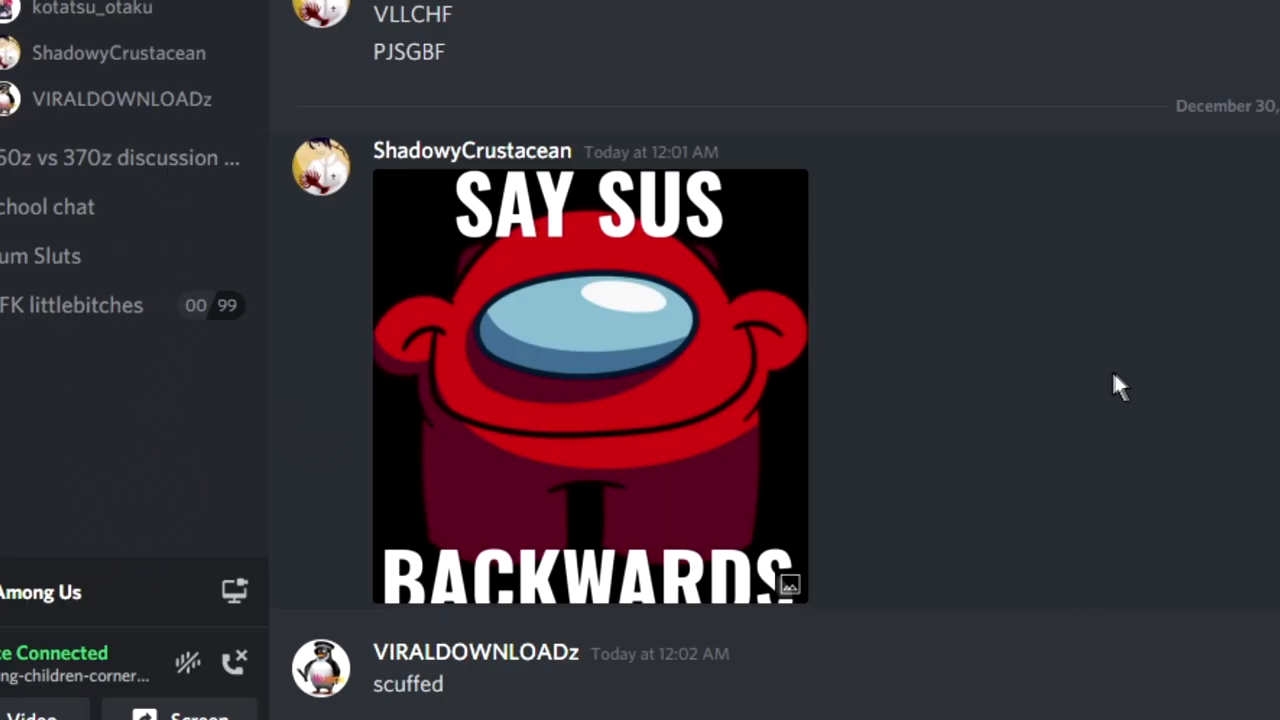 kotatsu_otaku
ShadowyCrustacean
VIRALDOWNLOADz
50z vs 370z discussion ...
chool chat
um Sluts
FK littlebitches 00 99
Among Us
ce Connected
ng-children-corner...
Video Screen
VLLCHF
PJSGBF
December 30,
ShadowyCrustacean Today at 12:01 AM
SAY SUS
BACKWARDS
VIRALDOWNLOADz Today at 12:02 AM
scuffed